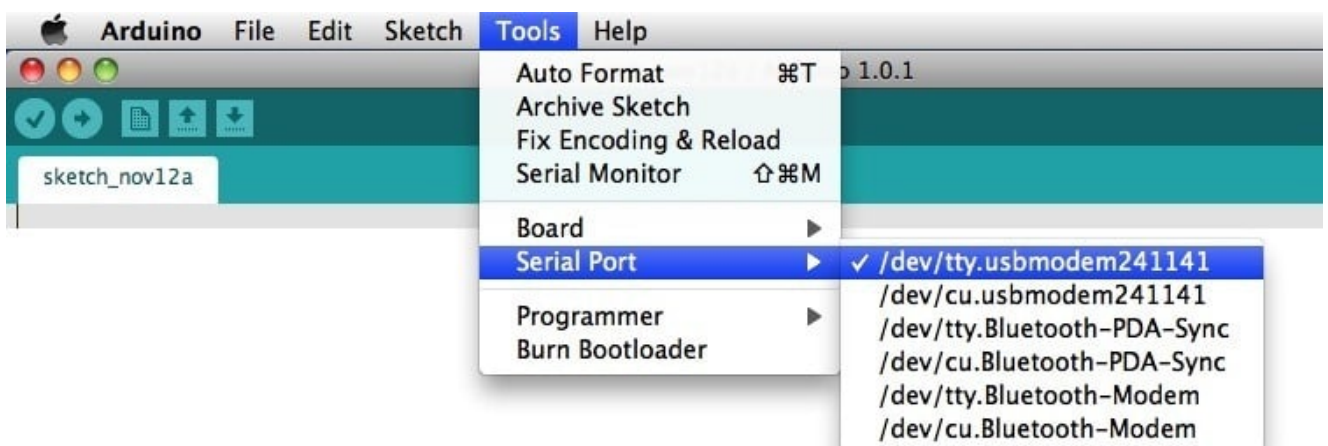 Arduino File Edit Sketch Tools Help
1.0.1
sketch_nov12a
Auto Format ⌘T
Archive Sketch
Fix Encoding & Reload
Serial Monitor ⇧⌘M
Board
Serial Port
Programmer
Burn Bootloader
✓ /dev/tty.usbmodem241141
/dev/cu.usbmodem241141
/dev/tty.Bluetooth-PDA-Sync
/dev/cu.Bluetooth-PDA-Sync
/dev/tty.Bluetooth-Modem
/dev/cu.Bluetooth-Modem